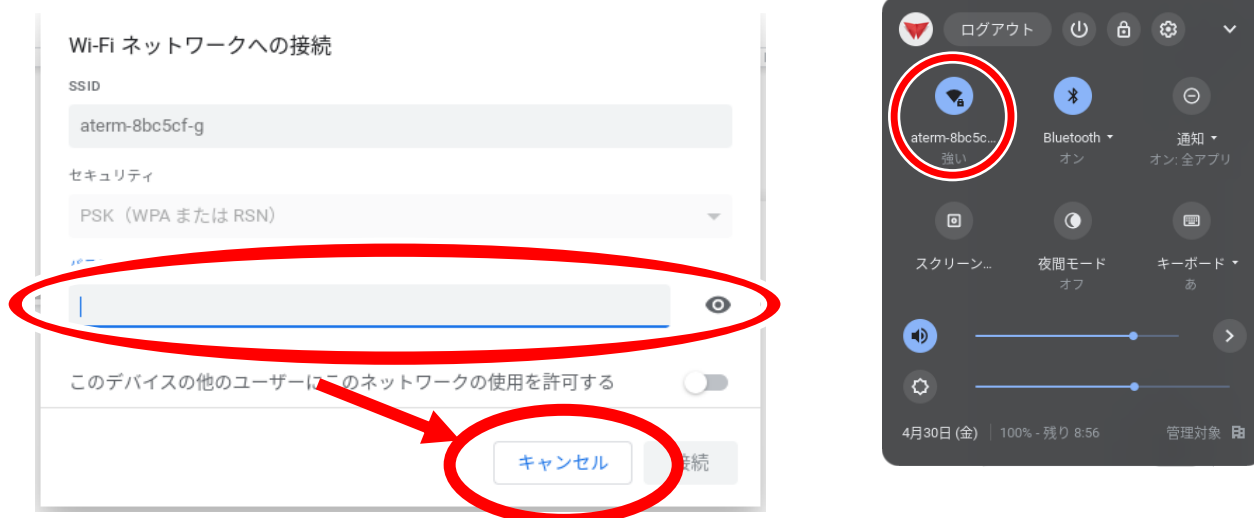 Wi-Fi ネットワークへの接続
SSID
aterm-8bc5cf-g
セキュリティ
PSK（WPA または RSN）
このデバイスの他のユーザーにこのネットワークの使用を許可する
キャンセル
接続
ログアウト
aterm-8bc5c...
強い
Bluetooth
オン
通知
オン: 全アプリ
スクリーン...
夜間モード
オフ
キーボード
あ
4月30日 (金)
100% - 残り 8:56
管理対象